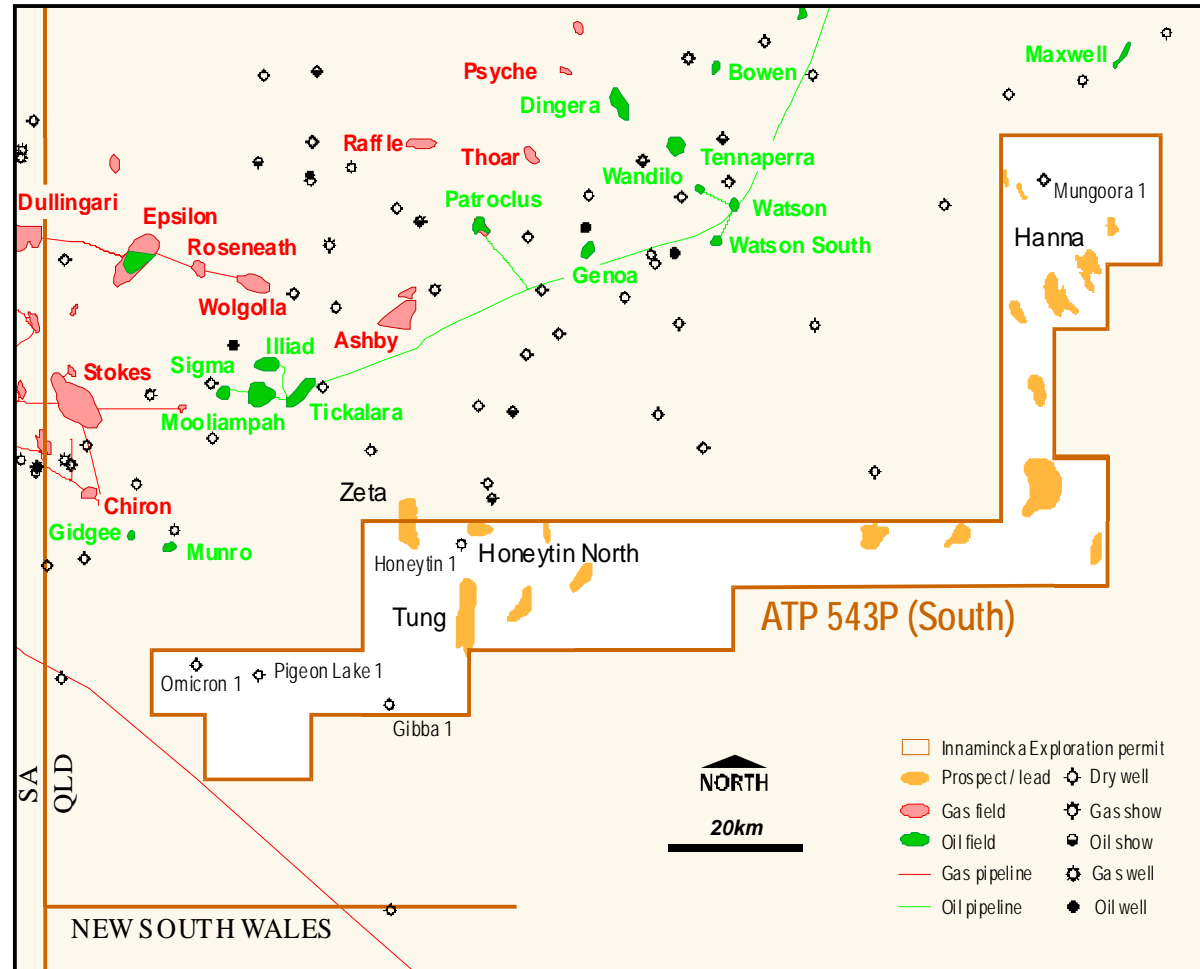 Maxwell
Psyche
Bowen
Dingera
Raffle
Thoar
Tennaperra
Wandilo
Mungoora 1
Dullingari
Patroclus
Watson
Epsilon
Hanna
Roseneath
Watson South
Genoa
Wolgolla
Ashby
Illiad
Sigma
Stokes
Mooliampah
Tickalara
Zeta
Chiron
Gidgee
Munro
Honeytin 1
Honeytin North
Tung
ATP 543P (South)
Omicron 1
Pigeon Lake 1
Gibba 1
SA
QLD
NORTH
20km
Innamincka Exploration permit
Prospect / lead
Dry well
Gas field
Gas show
Oil field
Oil show
Gas pipeline
Gas well
Oil pipeline
Oil well
NEW SOUTH WALES